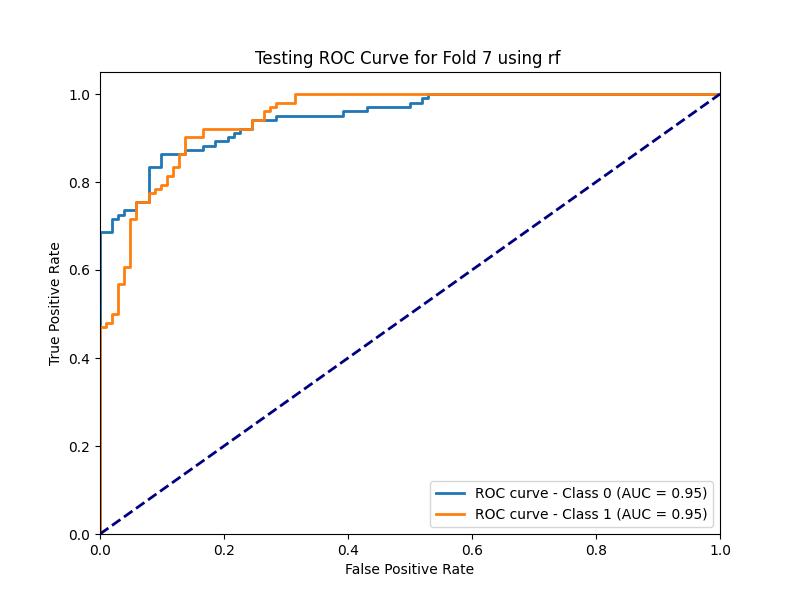 Testing ROC Curve for Fold 7 using rf
True Positive Rate
1.0
0.8
0.6
0.4
0.2
0.0
ROC curve - Class 0 (AUC = 0.95)
ROC curve - Class 1 (AUC = 0.95)
0.0 0.2 0.4 0.6 0.8 1.0
False Positive Rate